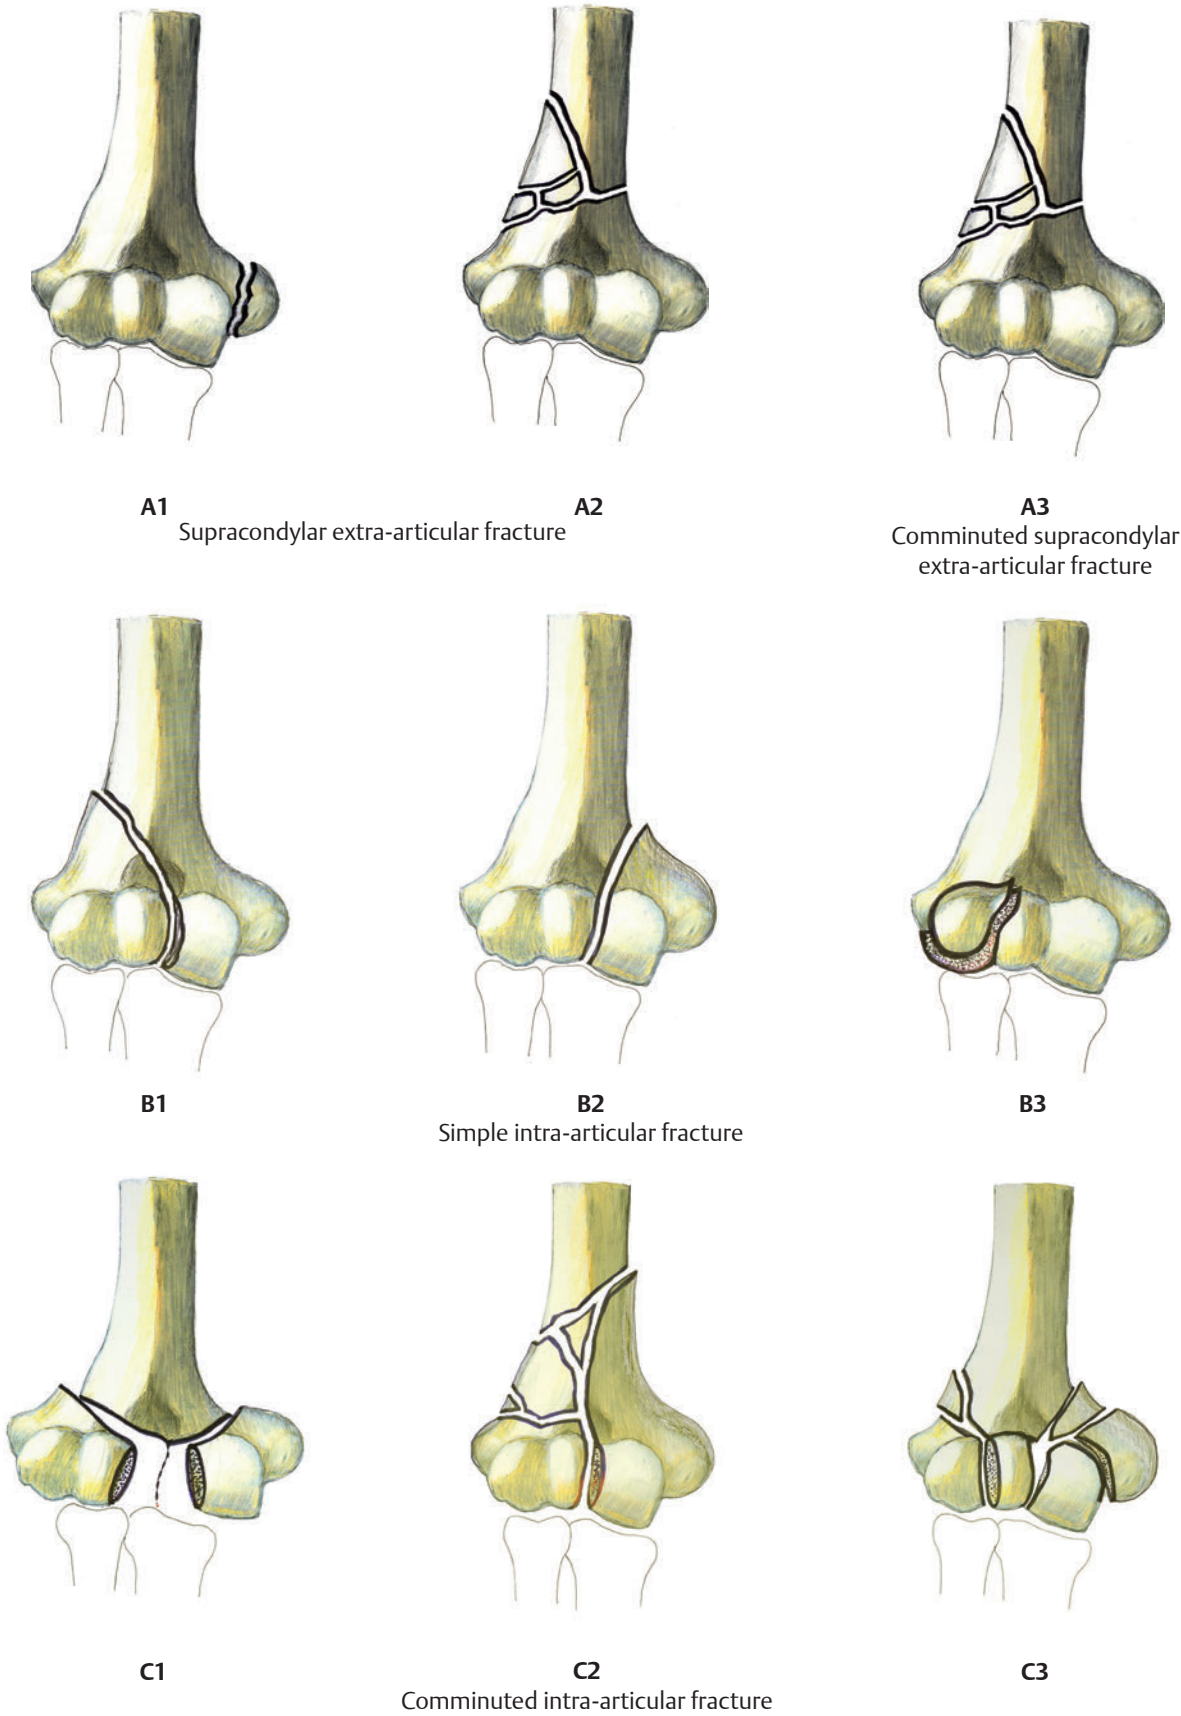 A1
A2
A3
Supracondylar extra-articular fracture
Comminuted supracondylar
extra-articular fracture
B1
B2
B3
Simple intra-articular fracture
C1
C2
C3
Comminuted intra-articular fracture